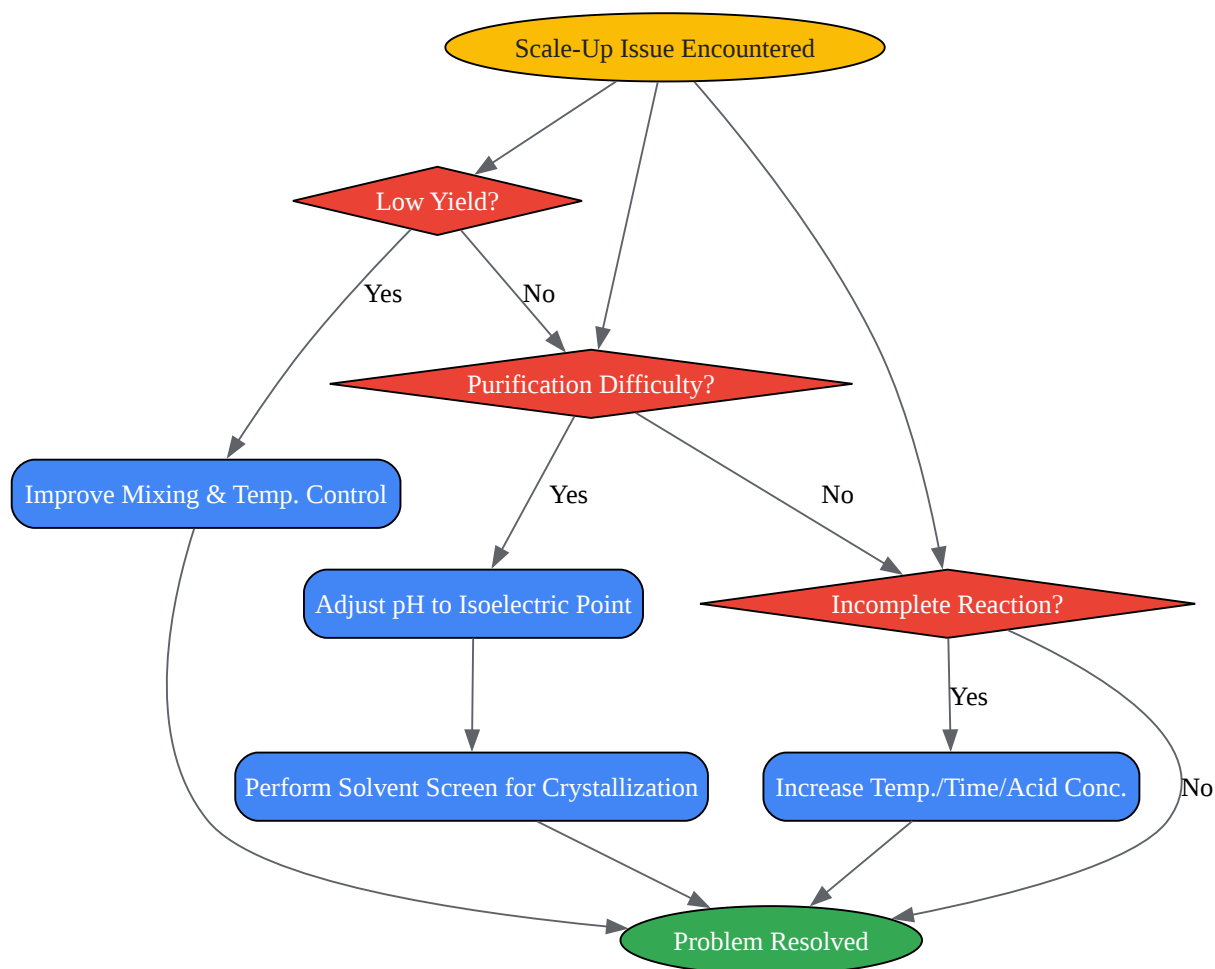 Scale-Up Issue Encountered
Low Yield?
Yes
No
Purification Difficulty?
Improve Mixing & Temp. Control
Yes
No
Adjust pH to Isoelectric Point
Incomplete Reaction?
Yes
Perform Solvent Screen for Crystallization
Increase Temp./Time/Acid Conc.
No
Problem Resolved